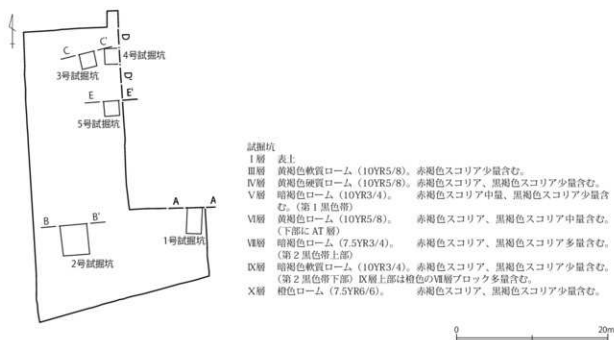 C
C'
D
4号試掘坑
3号試掘坑
D'
E
E'
5号試掘坑
A
A
B
B'
1号試掘坑
2号試掘坑
試掘坑
Ⅰ層 表土
Ⅲ層 黄褐色軟質ローム（10YR5/8）。赤褐色スコリア少量含む。
Ⅳ層 黄褐色硬質ローム（10YR5/8）。赤褐色スコリア、黒褐色スコリア少量含む。
Ⅴ層 暗褐色ローム（10YR3/4）。 赤褐色スコリア中量、黒褐色スコリア少量含
む。（第1黒色帯）
Ⅵ層 黄褐色ローム（10YR5/8）。 赤褐色スコリア、黒褐色スコリア中量含む。
（下部にAT層）
Ⅶ層 暗褐色ローム（7.5YR3/4）。 赤褐色スコリア、黒褐色スコリア多量含む。
（第2黒色帯上部）
Ⅸ層 暗褐色軟質ローム（10YR3/4）。赤褐色スコリア、黒褐色スコリア少量含む。
（第2黒色帯下部）Ⅸ層上部は橙色のⅦ層ブロック多量含む。
Ⅹ層 橙色ローム（7.5YR6/6）。 赤褐色スコリア、黒褐色スコリア少量含む。
0
20m